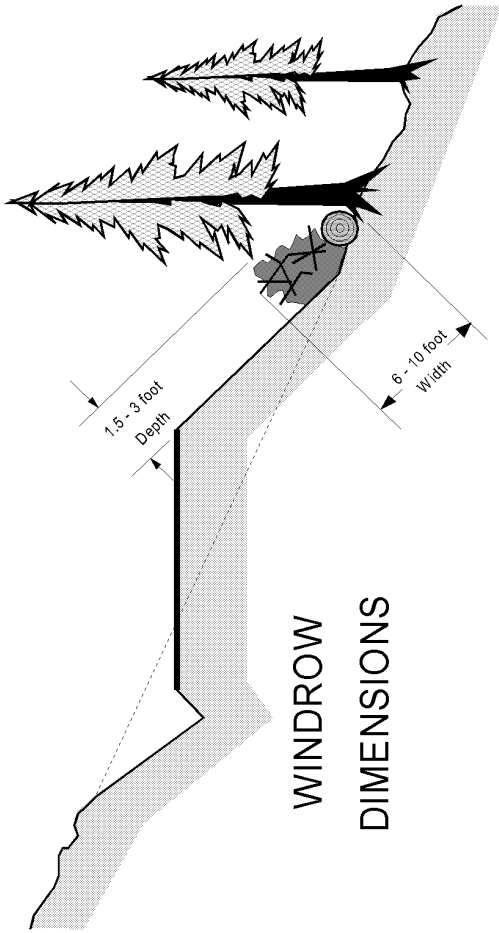 1.5 - 3 foot
Depth
6 - 10 foot
Width
WINDROW
DIMENSIONS